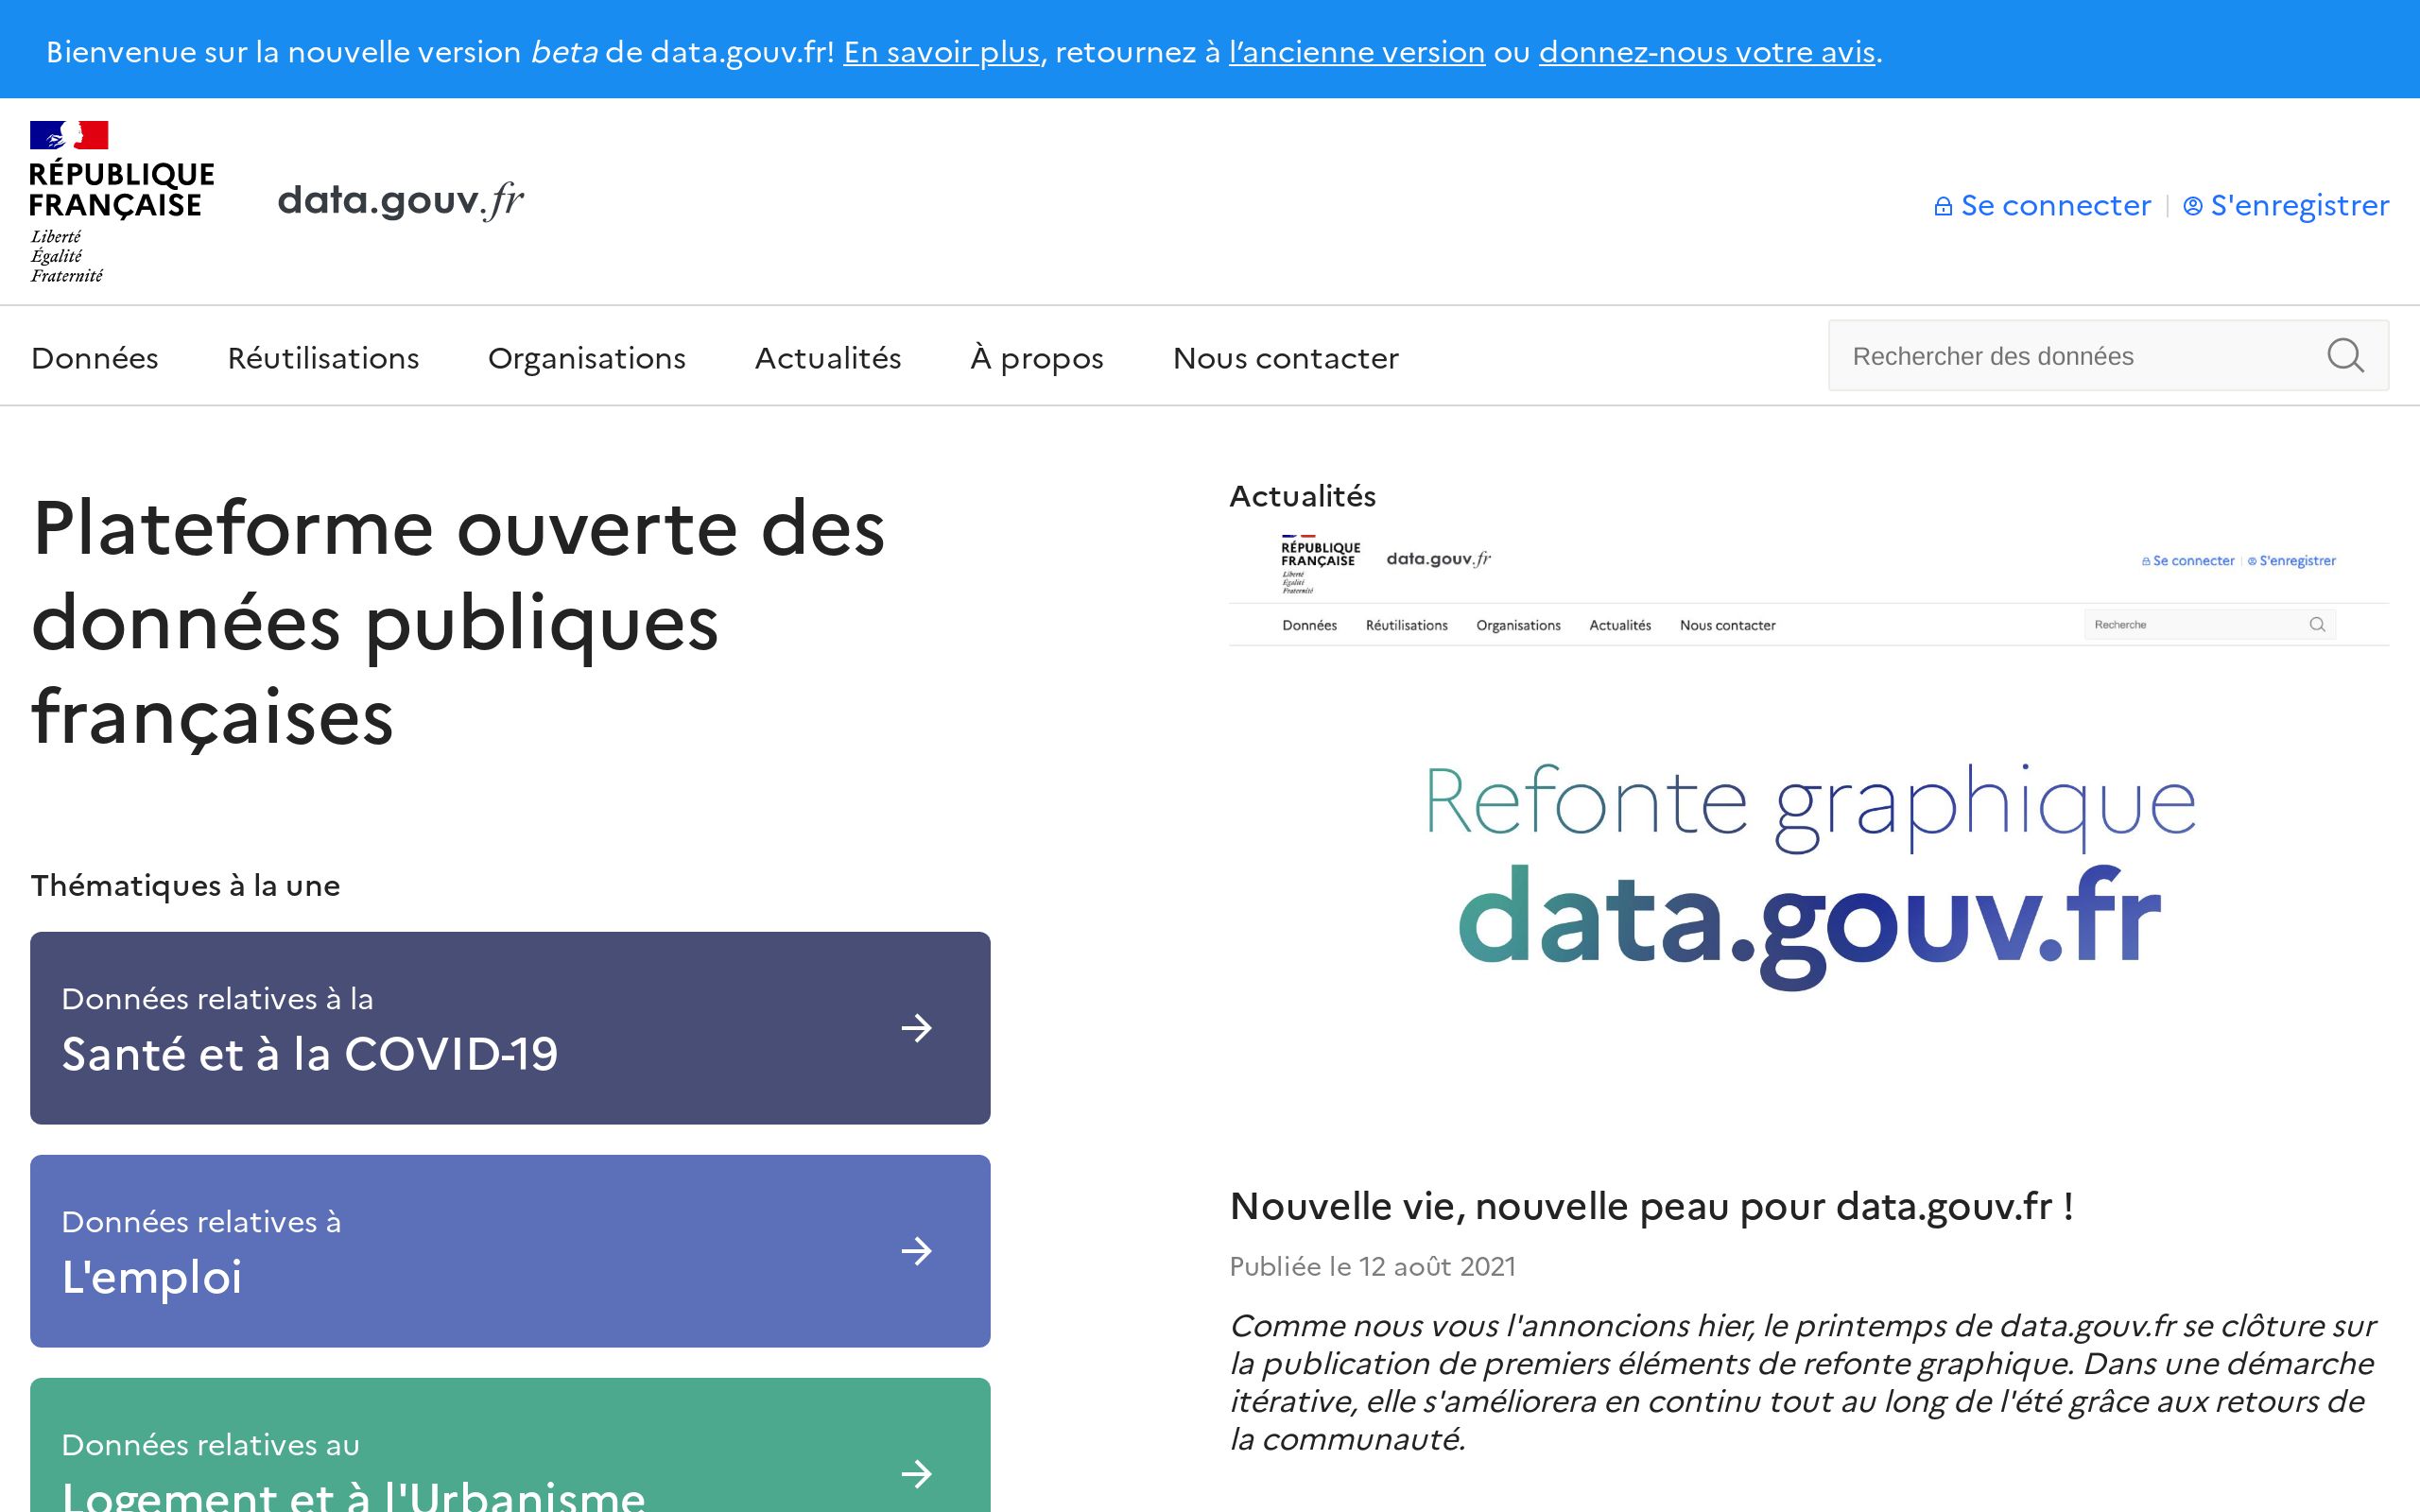 Bienvenue sur la nouvelle version beta de data.gouv.fr! En savoir plus, retournez à l’ancienne version ou donnez-nous votre avis.
RÉPUBLIQUE
FRANÇAISE
Liberté
Égalité
Fraternité
data.gouv.fr
Se connecter
S'enregistrer
Données
Réutilisations
Organisations
Actualités
À propos
Nous contacter
Rechercher des données
Plateforme ouverte des
données publiques
françaises
Thématiques à la une
Données relatives à la
Santé et à la COVID-19
Données relatives à
L'emploi
Données relatives au
Logement et à l'Urbanisme
Actualités
RÉPUBLIQUE
FRANÇAISE
Liberté
Égalité
Fraternité
data.gouv.fr
Se connecter
S'enregistrer
Données
Réutilisations
Organisations
Actualités
Nous contacter
Recherche
Refonte graphique
data.gouv.fr
Nouvelle vie, nouvelle peau pour data.gouv.fr !
Publiée le 12 août 2021
Comme nous vous l'annoncions hier, le printemps de data.gouv.fr se clôture sur
la publication de premiers éléments de refonte graphique. Dans une démarche
itérative, elle s'améliorera en continu tout au long de l'été grâce aux retours de
la communauté.